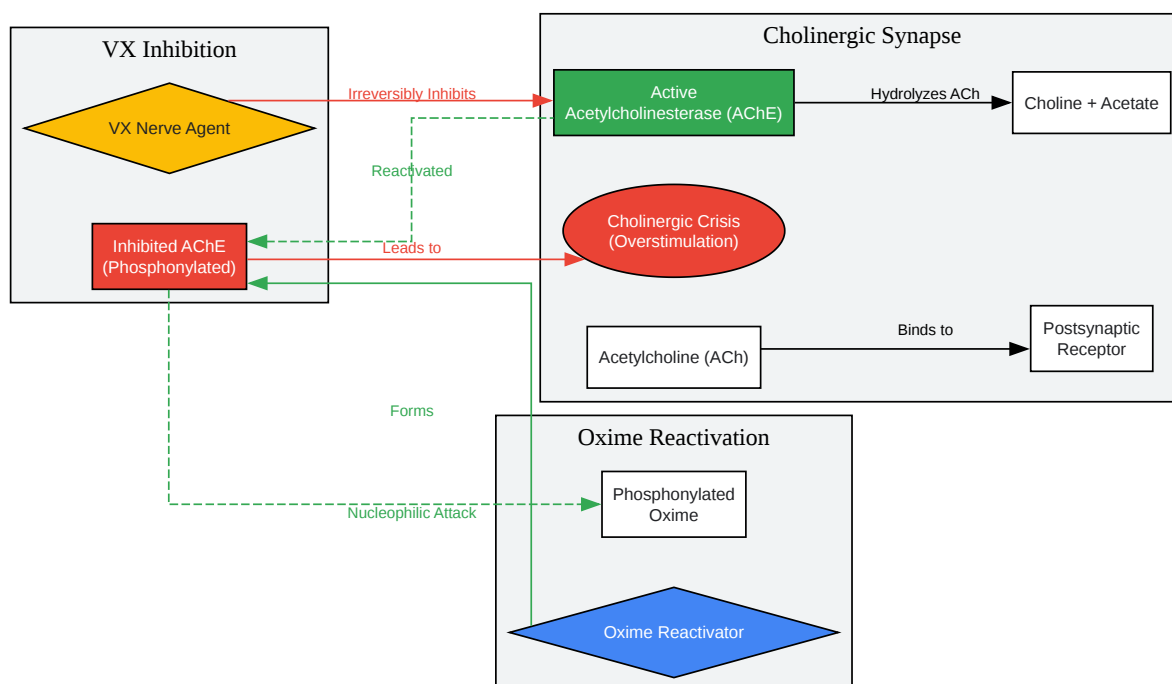 VX Inhibition
Cholinergic Synapse
VX Nerve Agent
Irreversibly Inhibits
Active
Acetylcholinesterase (AChE)
Hydrolyzes ACh
Choline + Acetate
Reactivated
Inhibited AChE
(Phosphonylated)
Leads to
Cholinergic Crisis
(Overstimulation)
Acetylcholine (ACh)
Binds to
Postsynaptic
Receptor
Forms
Oxime Reactivation
Nucleophilic Attack
Phosphonylated
Oxime
Oxime Reactivator